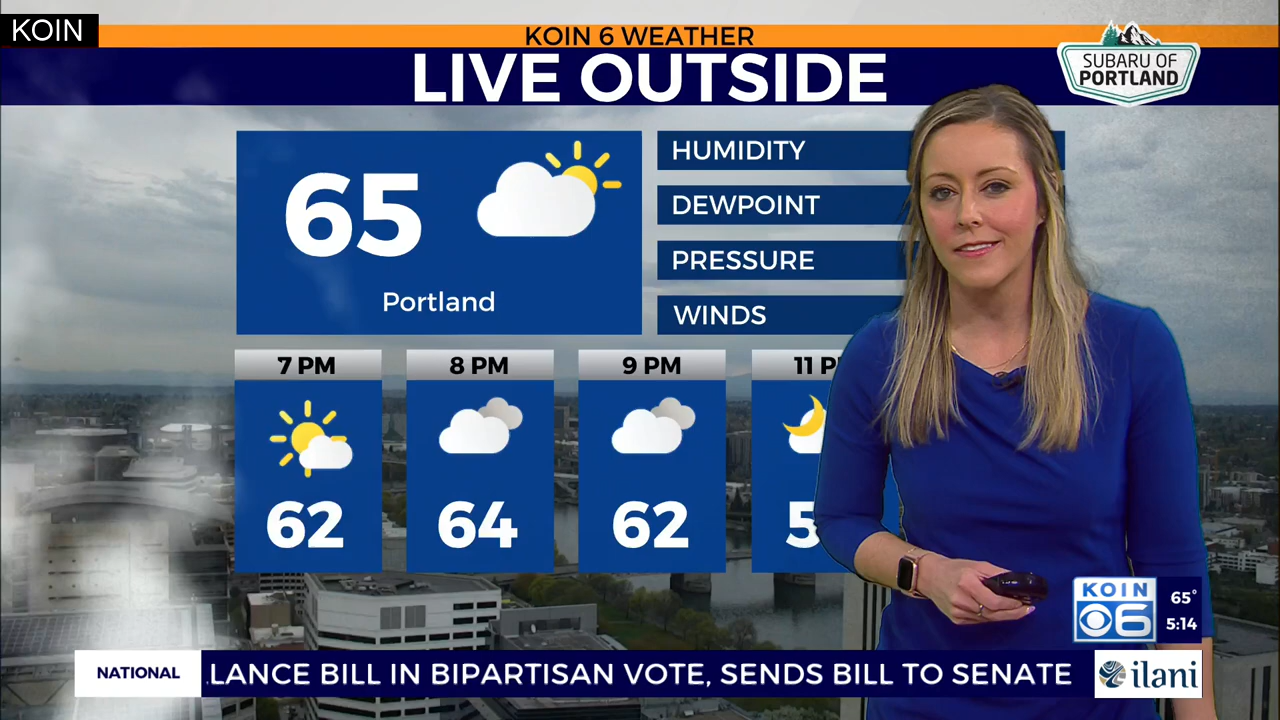 KOIN
KOIN 6 WEATHER
LIVE OUTSIDE
SUBARU OF
PORTLAND
65
Portland
HUMIDITY
DEWPOINT
PRESSURE
WINDS
7 PM
8 PM
9 PM
11 P
62
64
62
5
KOIN
6
65°
5:14
NATIONAL
LANCE BILL IN BIPARTISAN VOTE, SENDS BILL TO SENATE
ilani